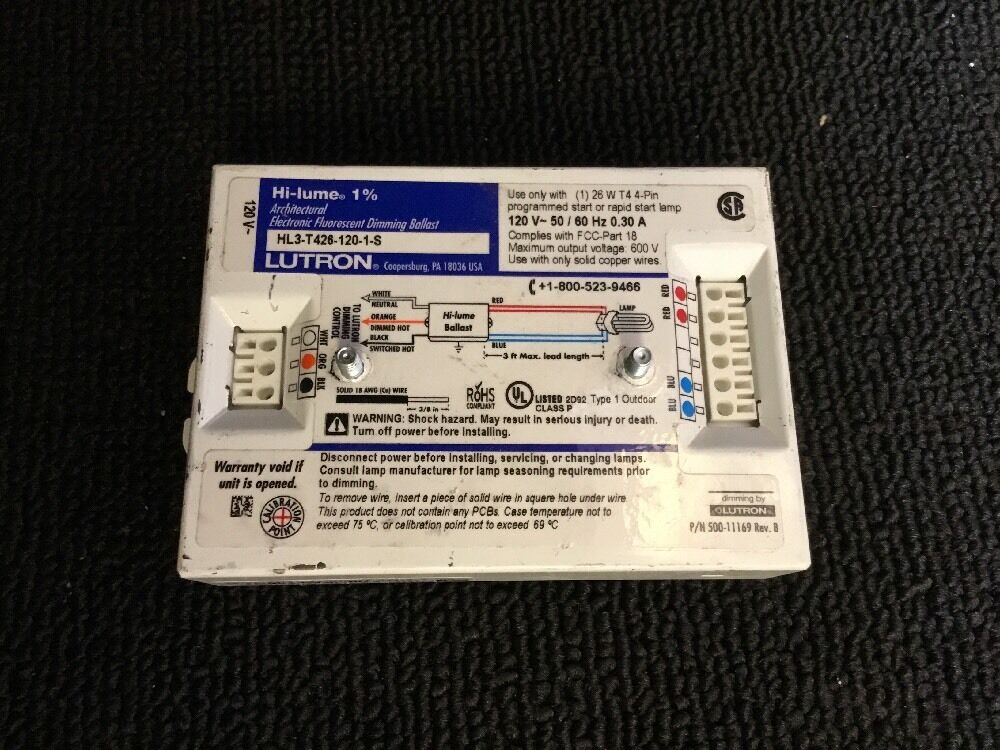 120 V~
Hi-lume® 1%
Architectural
Electronic Fluorescent Dimming Ballast
HL3-T426-120-1-S
LUTRON® Coopersburg, PA 18036 USA
Use only with (1) 26 W T4 4-Pin
programmed start or rapid start lamp
120 V~ 50 / 60 Hz 0.30 A
Complies with FCC-Part 18
Maximum output voltage: 600 V
Use with only solid copper wires.
SA
+1-800-523-9466
WHITE
NEUTRAL
ORANGE
DIMMED HOT
BLACK
SWITCHED HOT
TO LUTRON
DIMMING
CONTROL
Hi-lume
Ballast
RED
BLUE
LAMP
3 ft Max. lead length
WHT
ORG
BLK
RED
RED
BLU
BLU
SOLID 18 AWG (Cu) WIRE
3/8 in
RoHS
COMPLIANT
UL
LISTED 2D92 Type 1 Outdoor
CLASS P
WARNING: Shock hazard. May result in serious injury or death.
Turn off power before installing.
Warranty void if
unit is opened.
CALIBRATION
POINT
Disconnect power before installing, servicing, or changing lamps.
Consult lamp manufacturer for lamp seasoning requirements prior
to dimming.
To remove wire, insert a piece of solid wire in square hole under wire.
This product does not contain any PCBs. Case temperature not to
exceed 75 ºC, or calibration point not to exceed 69 ºC
dimming by
LUTRON®
P/N 500-11169 Rev. B